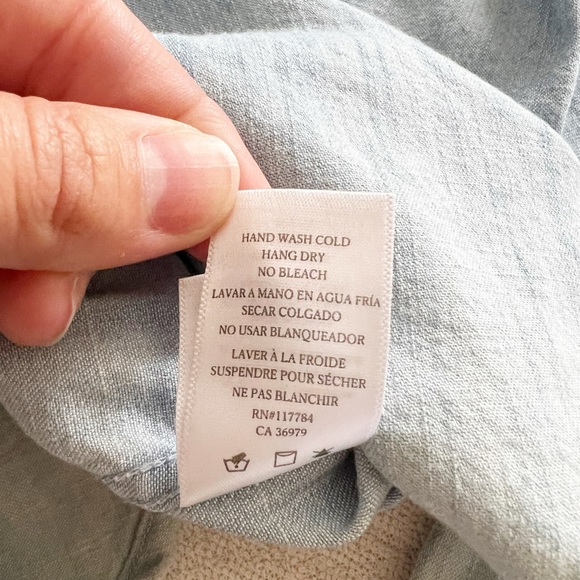 HAND WASH COLD
HANG DRY
NO BLEACH
LAVAR A MANO EN AGUA FRÍA
SECAR COLGADO
NO USAR BLANQUEADOR
LAVER À LA FROIDE
SUSPENDRE POUR SÉCHER
NE PAS BLANCHIR
RN#117784
CA 36979